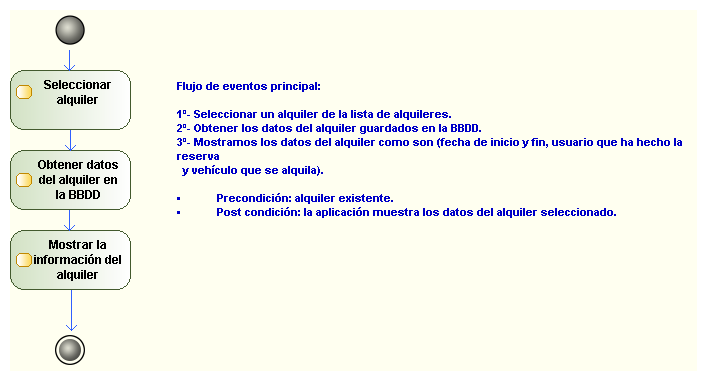 Seleccionar
alquiler
Obtener datos
del alquiler en
la BBDD
Mostrar la
información del
alquiler
Flujo de eventos principal:
1º- Seleccionar un alquiler de la lista de alquileres.
2º- Obtener los datos del alquiler guardados en la BBDD.
3º- Mostramos los datos del alquiler como son (fecha de inicio y fin, usuario que ha hecho la
reserva
y vehículo que se alquila).
▪ Precondición: alquiler existente.
▪ Post condición: la aplicación muestra los datos del alquiler seleccionado.